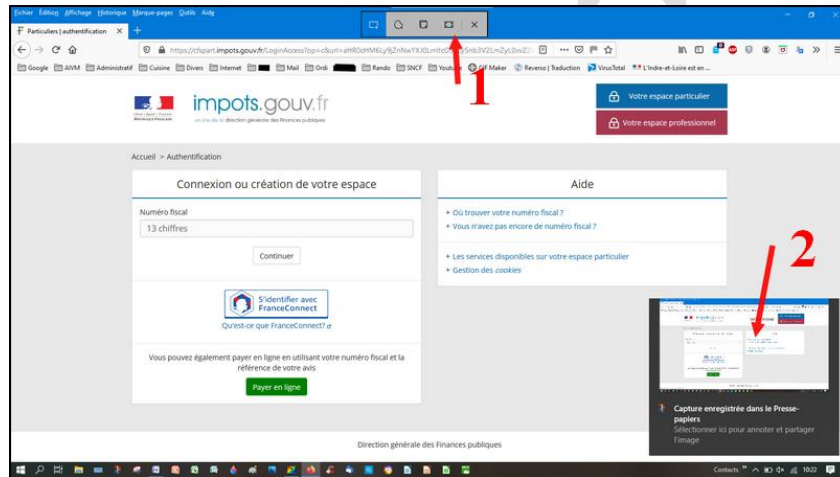 Fichier Édition Affichage Historique Marque-pages Outils Aide
Particuliers | authentification
https://cfspart.impots.gouv.fr/LoginAccess?op=c&url=
Google AVM Administratif Cuisine Divers Internet Mail Ordi Rando SNCF Youtube GIF Maker Reverso | Traduction VirusTotal L'Indre-et-Loire est en ...
1
impots.gouv.fr
un site de la direction générale des Finances publiques
Votre espace particulier
Votre espace professionnel
Accueil > Authentification
Connexion ou création de votre espace
Numéro fiscal
13 chiffres
Continuer
S'identifier avec
FranceConnect
Qu'est-ce que FranceConnect?
Vous pouvez également payer en ligne en utilisant votre numéro fiscal et la
référence de votre avis
Payer en ligne
Aide
+ Où trouver votre numéro fiscal ?
+ Vous n'avez pas encore de numéro fiscal ?
+ Les services disponibles sur votre espace particulier
+ Gestion des cookies
2
Capture enregistrée dans le Presse-
papiers
Sélectionner ici pour annoter et partager
l'image
Direction générale des Finances publiques
Contacts 1022